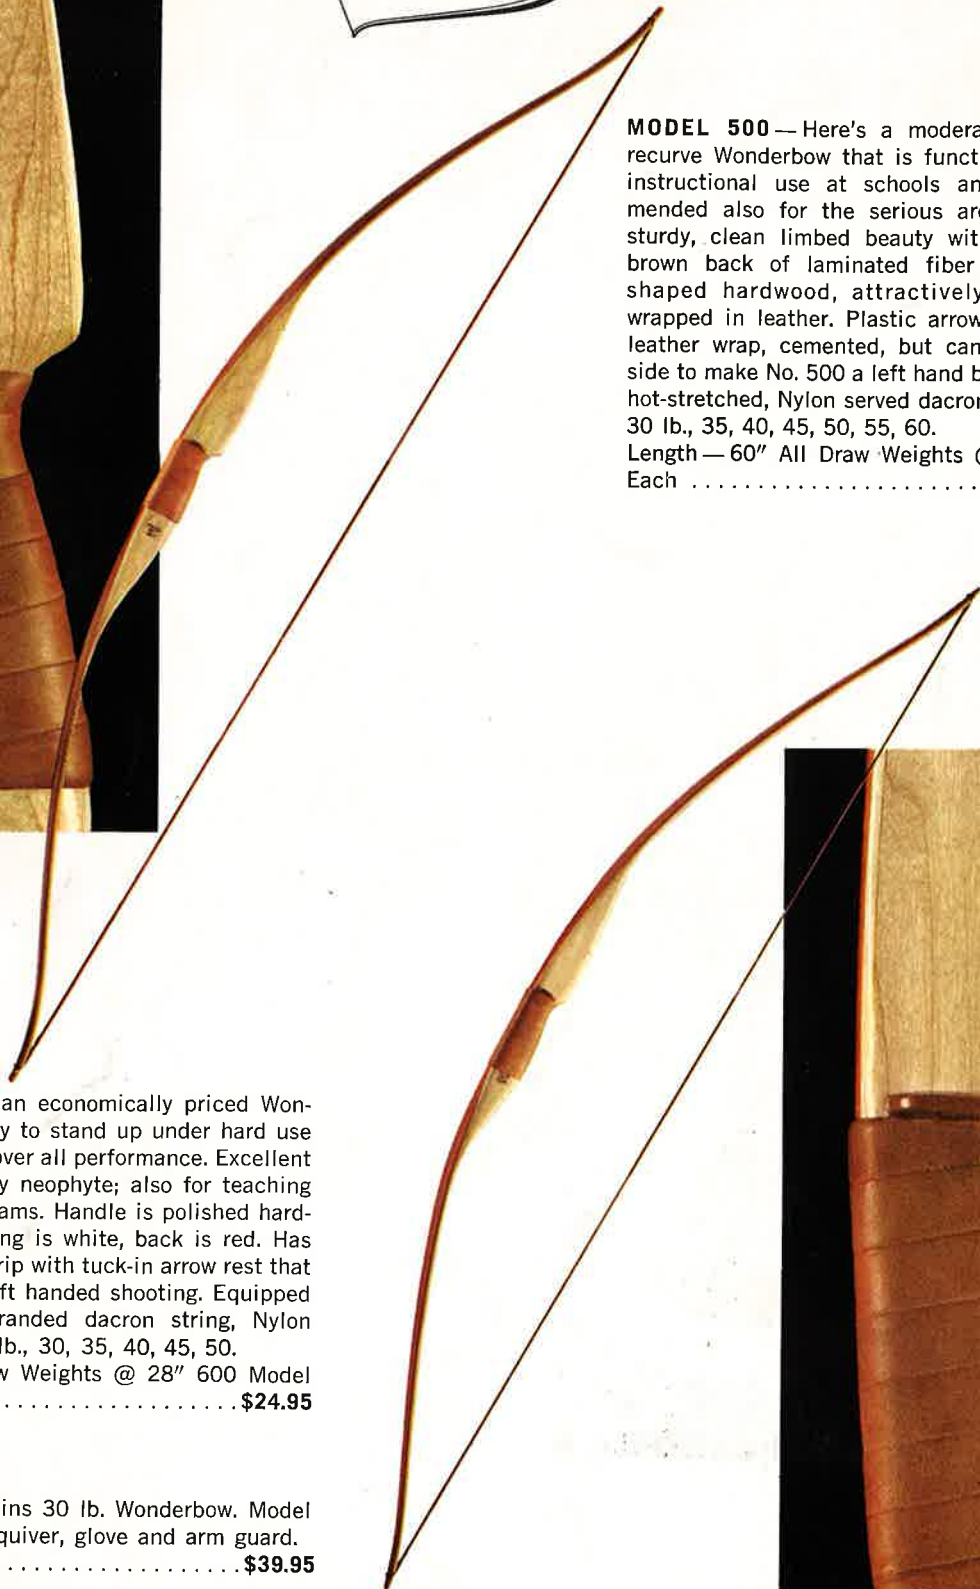 MODEL 500 — Here's a modera
recurve Wonderbow that is funct
instructional use at schools an
mended also for the serious ar
sturdy, clean limbed beauty wit
brown back of laminated fiber
shaped hardwood, attractively
wrapped in leather. Plastic arrow
leather wrap, cemented, but can
side to make No. 500 a left hand b
hot-stretched, Nylon served dacron
30 lb., 35, 40, 45, 50, 55, 60.
Length — 60" All Draw Weights @
Each ......................
an economically priced Won-
y to stand up under hard use
over all performance. Excellent
y neophyte; also for teaching
ams. Handle is polished hard-
ng is white, back is red. Has
rip with tuck-in arrow rest that
ft handed shooting. Equipped
randed dacron string, Nylon
lb., 30, 35, 40, 45, 50.
w Weights @ 28" 600 Model
..................$24.95
ins 30 lb. Wonderbow. Model
quiver, glove and arm guard.
..................$39.95